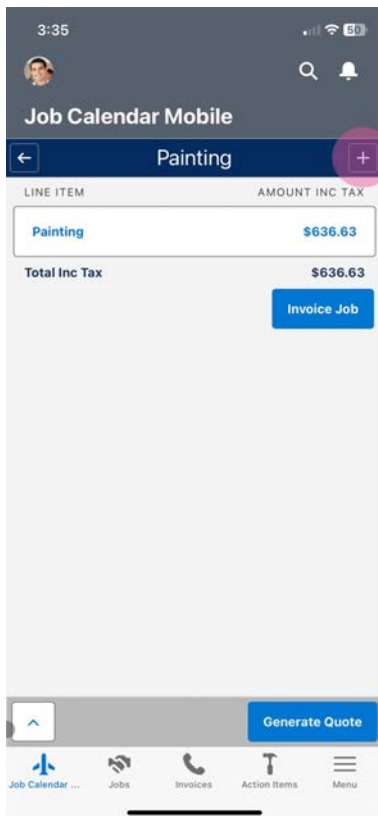 3:35
50
Job Calendar Mobile
Painting
LINE ITEM AMOUNT INC TAX
Painting $636.63
Total Inc Tax $636.63
Invoice Job
Generate Quote
Job Calendar ... Jobs Invoices Action Items Menu